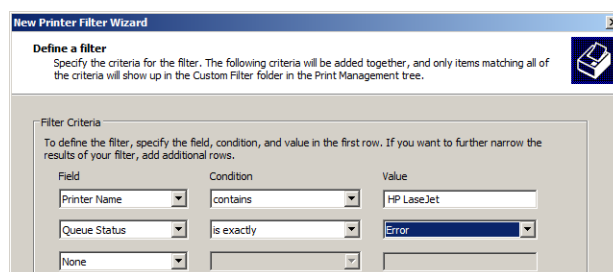 New Printer Filter Wizard
Define a filter
Specify the criteria for the filter. The following criteria will be added together, and only items matching all of
the criteria will show up in the Custom Filter folder in the Print Management tree.
Filter Criteria
To define the filter, specify the field, condition, and value in the first row. If you want to further narrow the
results of your filter, add additional rows.
Field Condition Value
Printer Name contains HP LaseJet
Queue Status is exactly Error
None